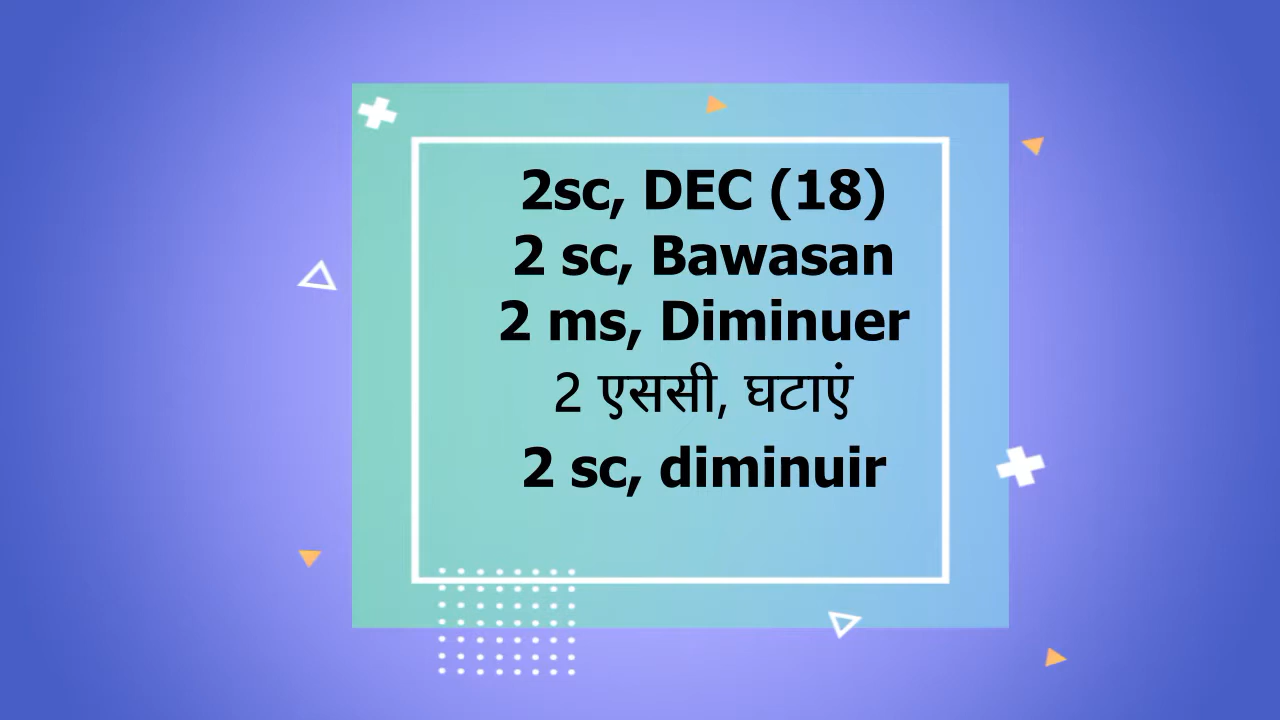 2sc, DEC (18)
2 sc, Bawasan
2 ms, Diminuer
2 एससी, घटाएं
2 sc, diminuir